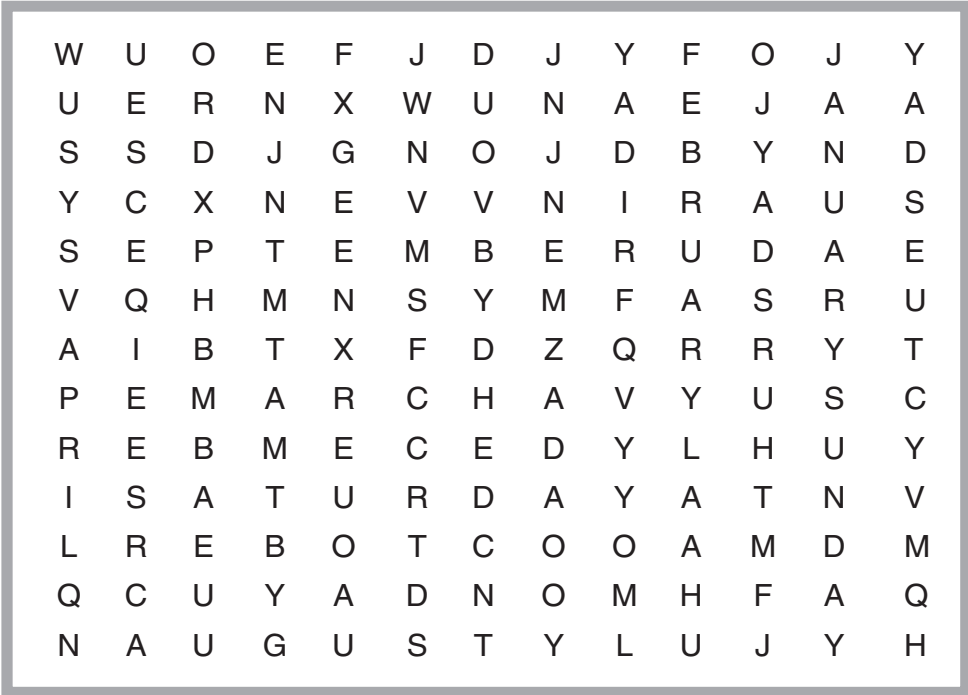 W U O E F J D J Y F O J Y
U E R N X W U N A E J A A
S S D J G N O J D B Y N D
Y C X N E V V N I R A U S
S E P T E M B E R U D A E
V Q H M N S Y M F A S R U
A I B T X F D Z Q R R Y T
P E M A R C H A V Y U S C
R E B M E C E D Y L H U Y
I S A T U R D A Y A T N V
L R E B O T C O O A M D M
Q C U Y A D N O M H F A Q
N A U G U S T Y L U J Y H